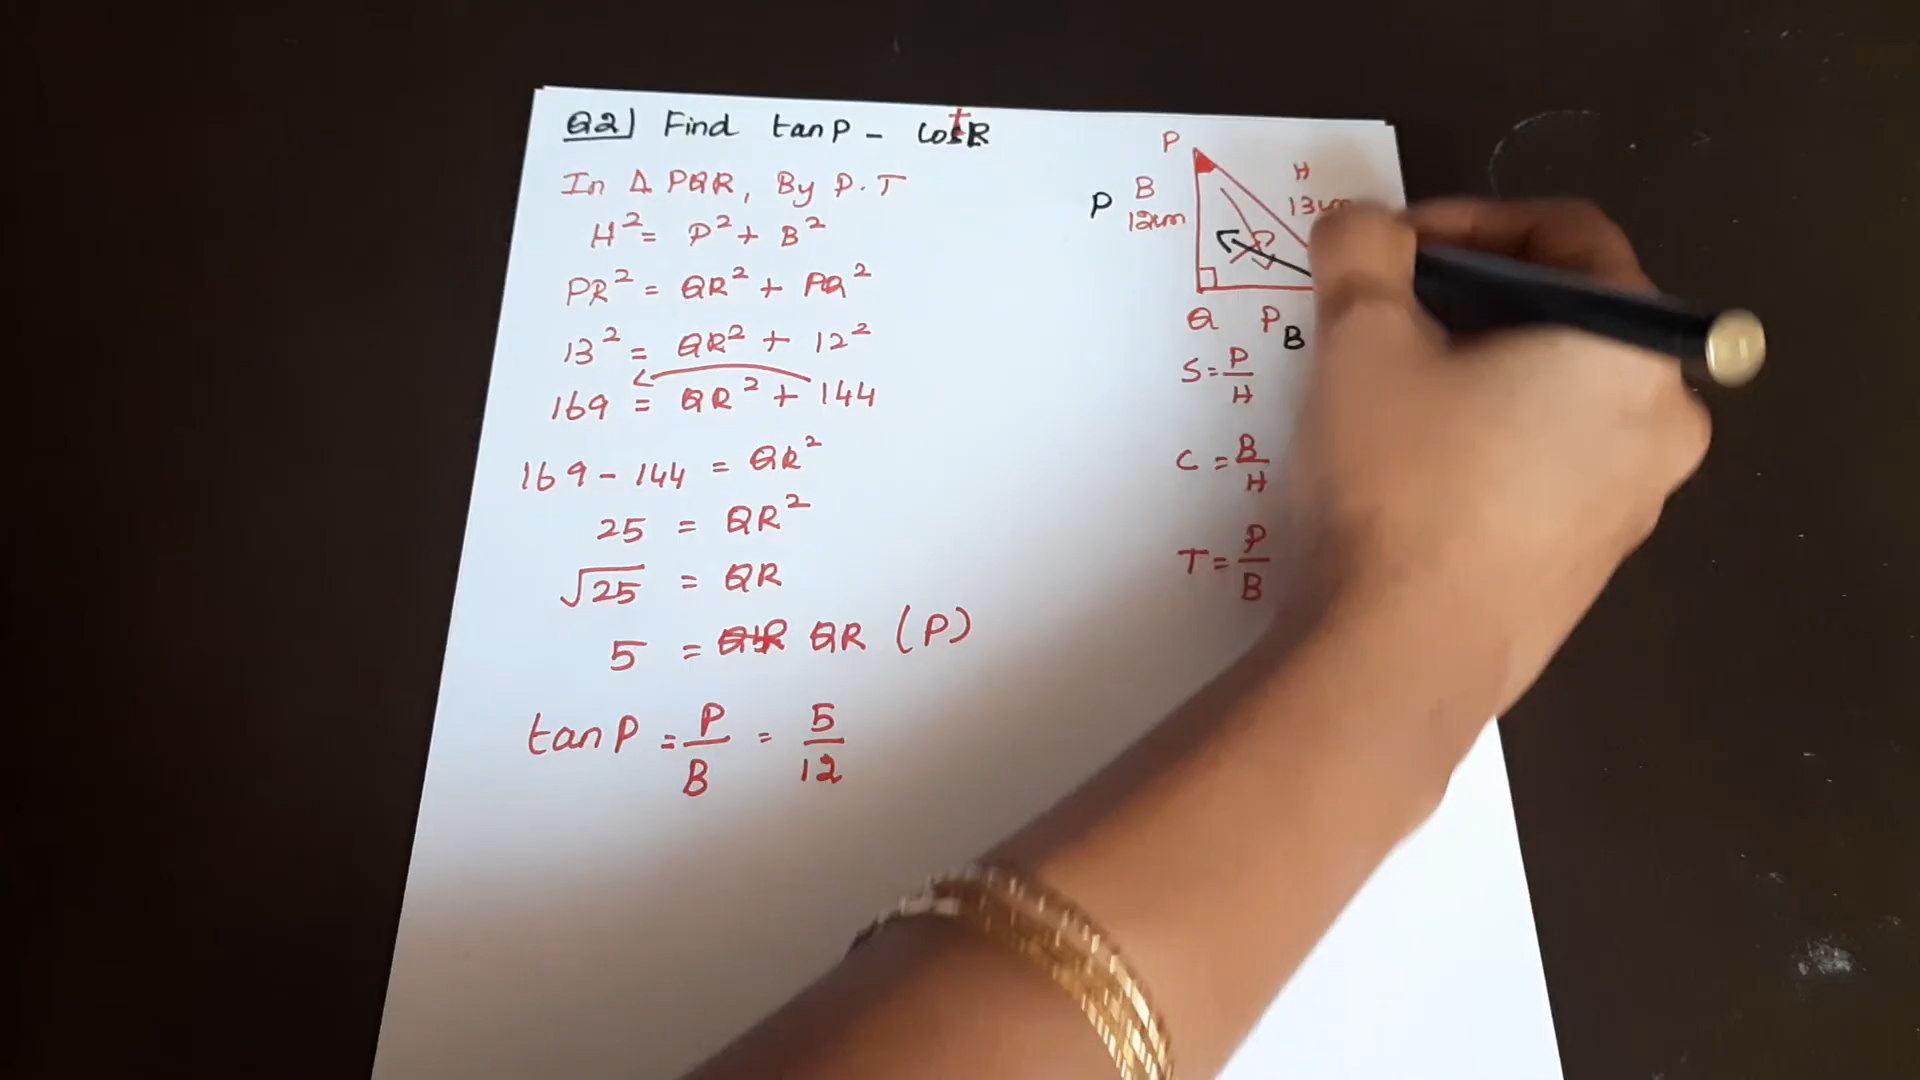 Q2) Find tan P - cot R
In Δ PQR, By P.T
H² = P² + B²
PR² = QR² + PQ²
13² = QR² + 12²
169 = QR² + 144
169 - 144 = QR²
25 = QR²
√25 = QR
5 = QR QR (P)
tan P = P/B = 5/12
P
H
P B
12cm 13cm
Q P B
S = P/H
C = B/H
T = P/B